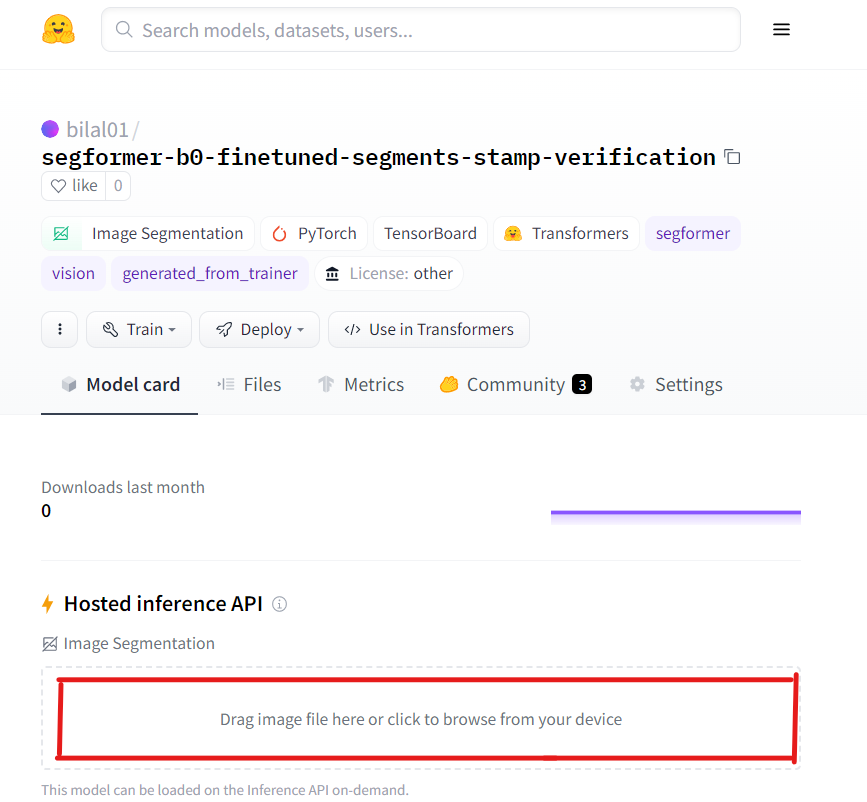 Search models, datasets, users...
bilal01/
segformer-b0-finetuned-segments-stamp-verification
like 0
Image Segmentation PyTorch TensorBoard Transformers segformer
vision generated_from_trainer License: other
Train Deploy </> Use in Transformers
Model card Files Metrics Community 3 Settings
Downloads last month
0
Hosted inference API
Image Segmentation
Drag image file here or click to browse from your device
This model can be loaded on the Inference API on-demand.